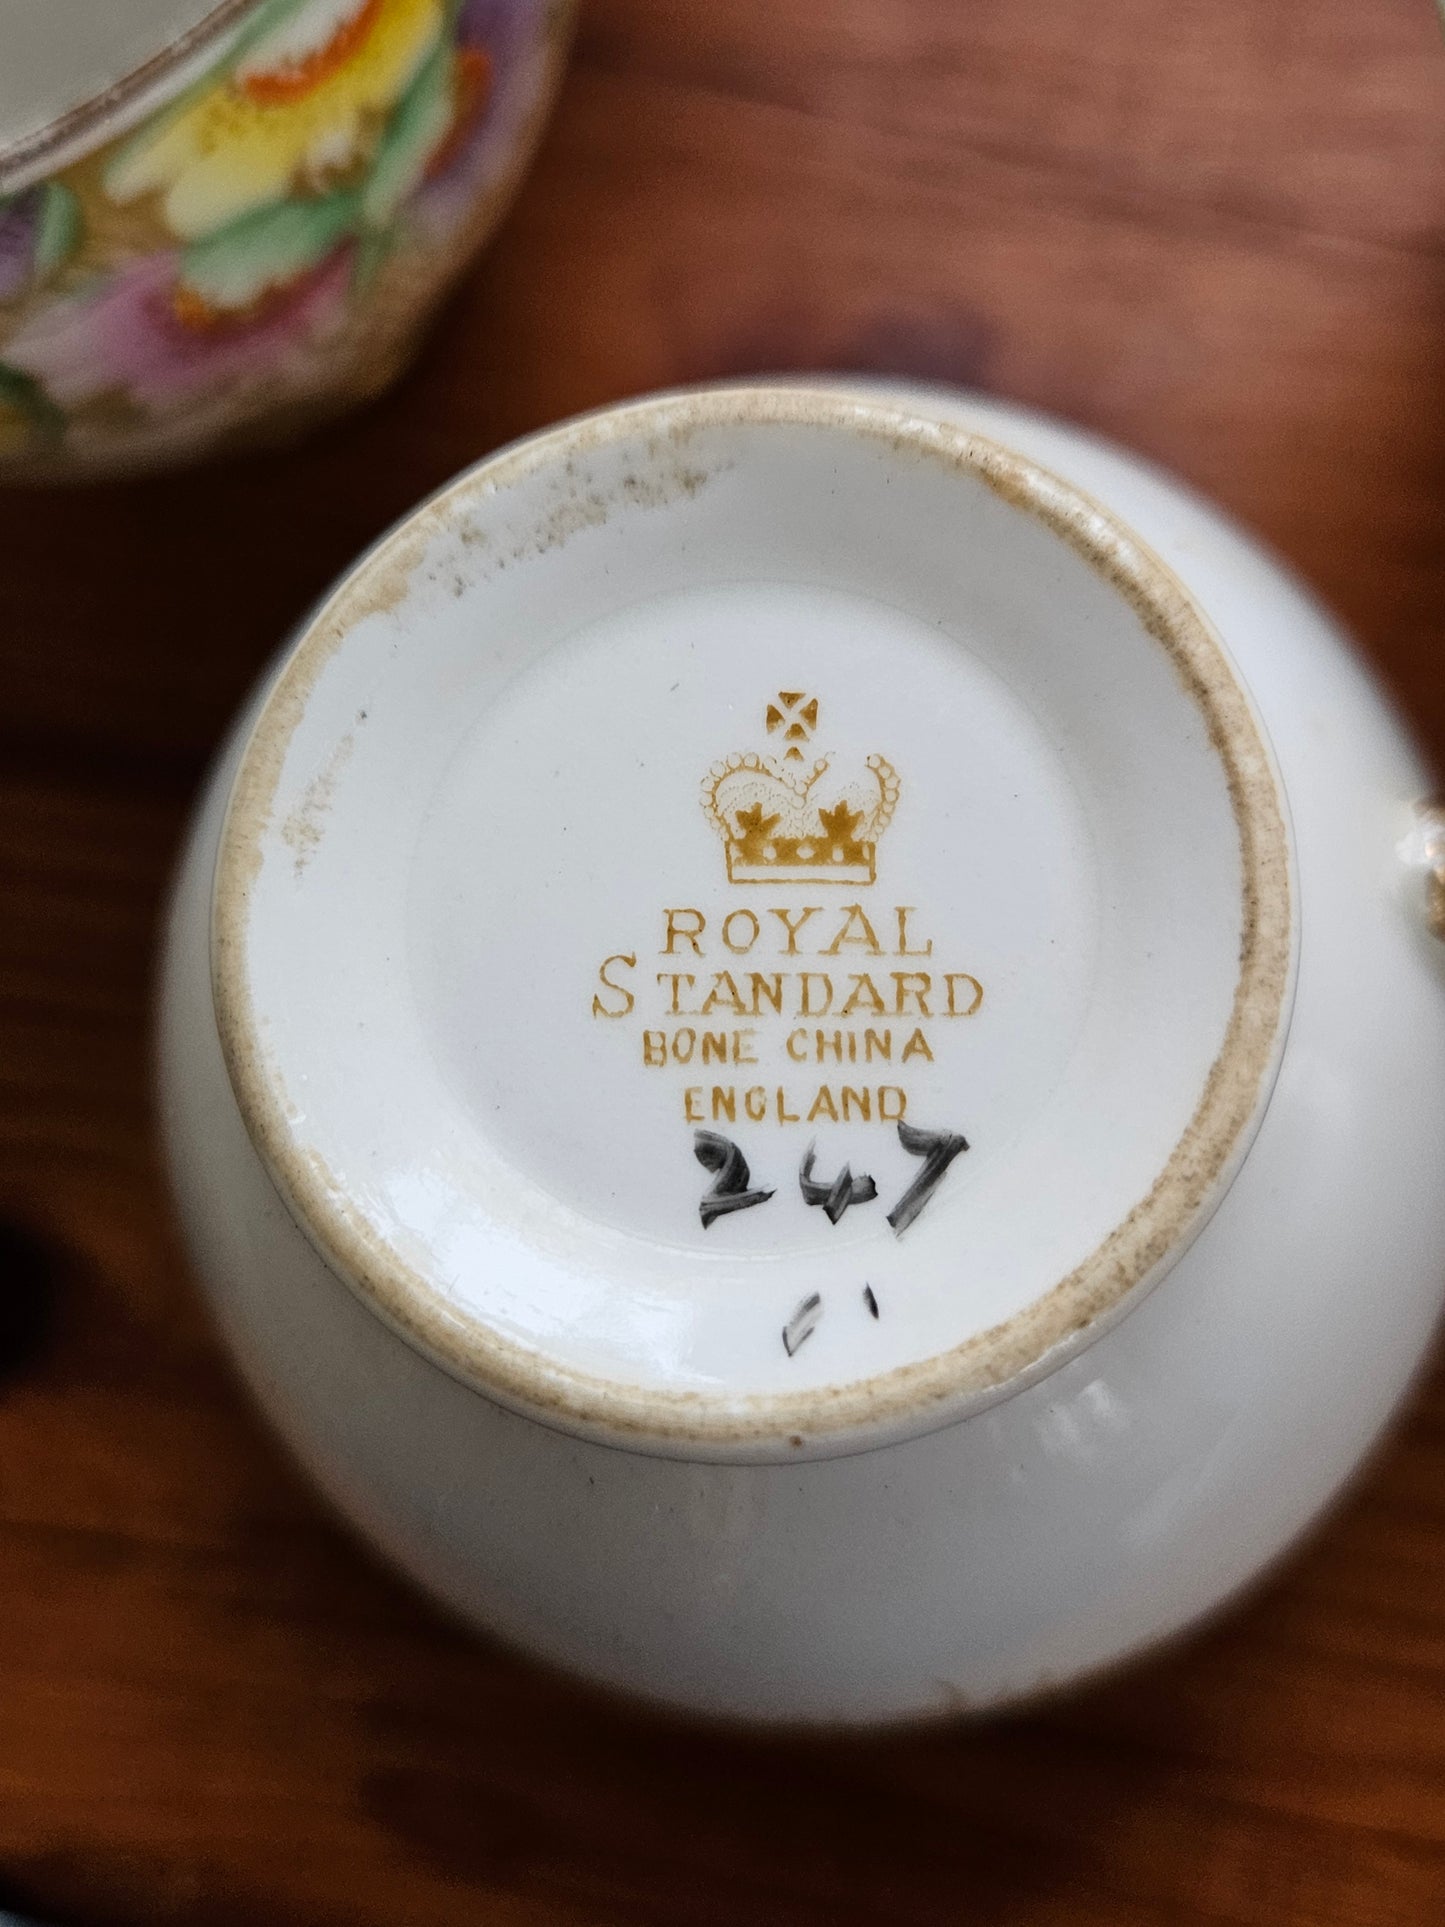 ROYAL
STANDARD
BONE CHINA
ENGLAND
247